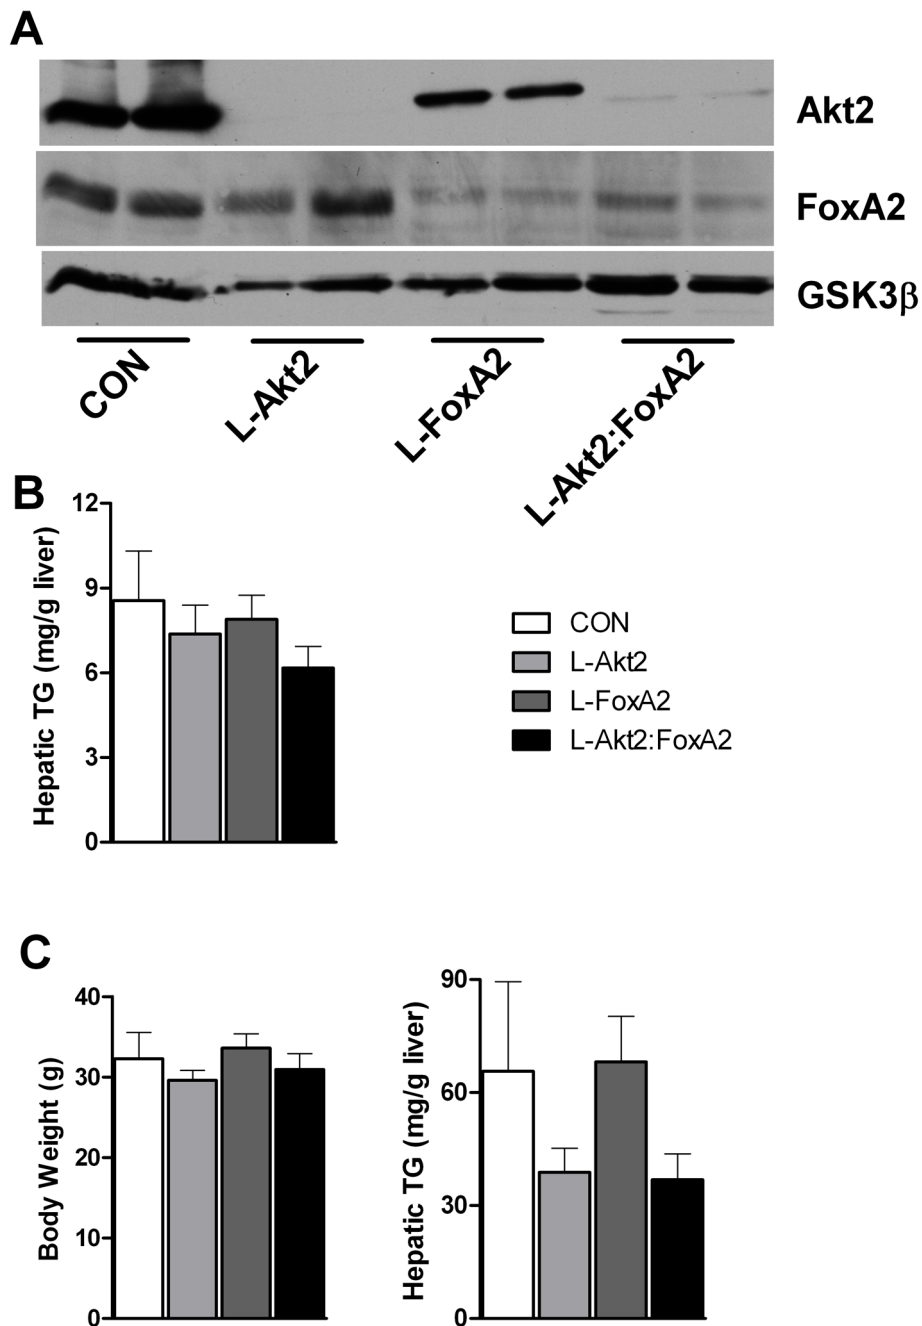 A
Akt2
FoxA2
GSK3β
CON
L-Akt2
L-FoxA2
L-Akt2:FoxA2
B
Hepatic TG (mg/g liver)
12
9
6
3
0
CON
L-Akt2
L-FoxA2
L-Akt2:FoxA2
C
Body Weight (g)
40
30
20
10
0
Hepatic TG (mg/g liver)
90
60
30
0